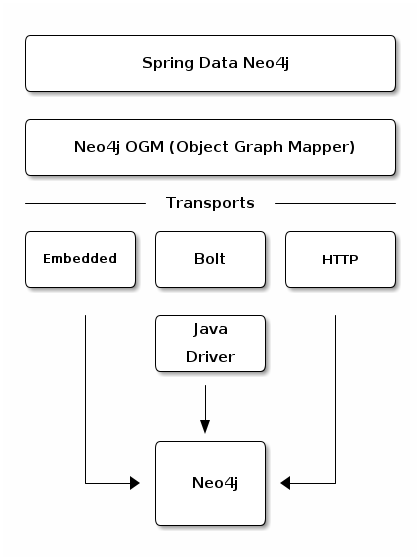 Spring Data Neo4j
Neo4j OGM (Object Graph Mapper)
Transports
Embedded
Bolt
HTTP
Java
Driver
Neo4j